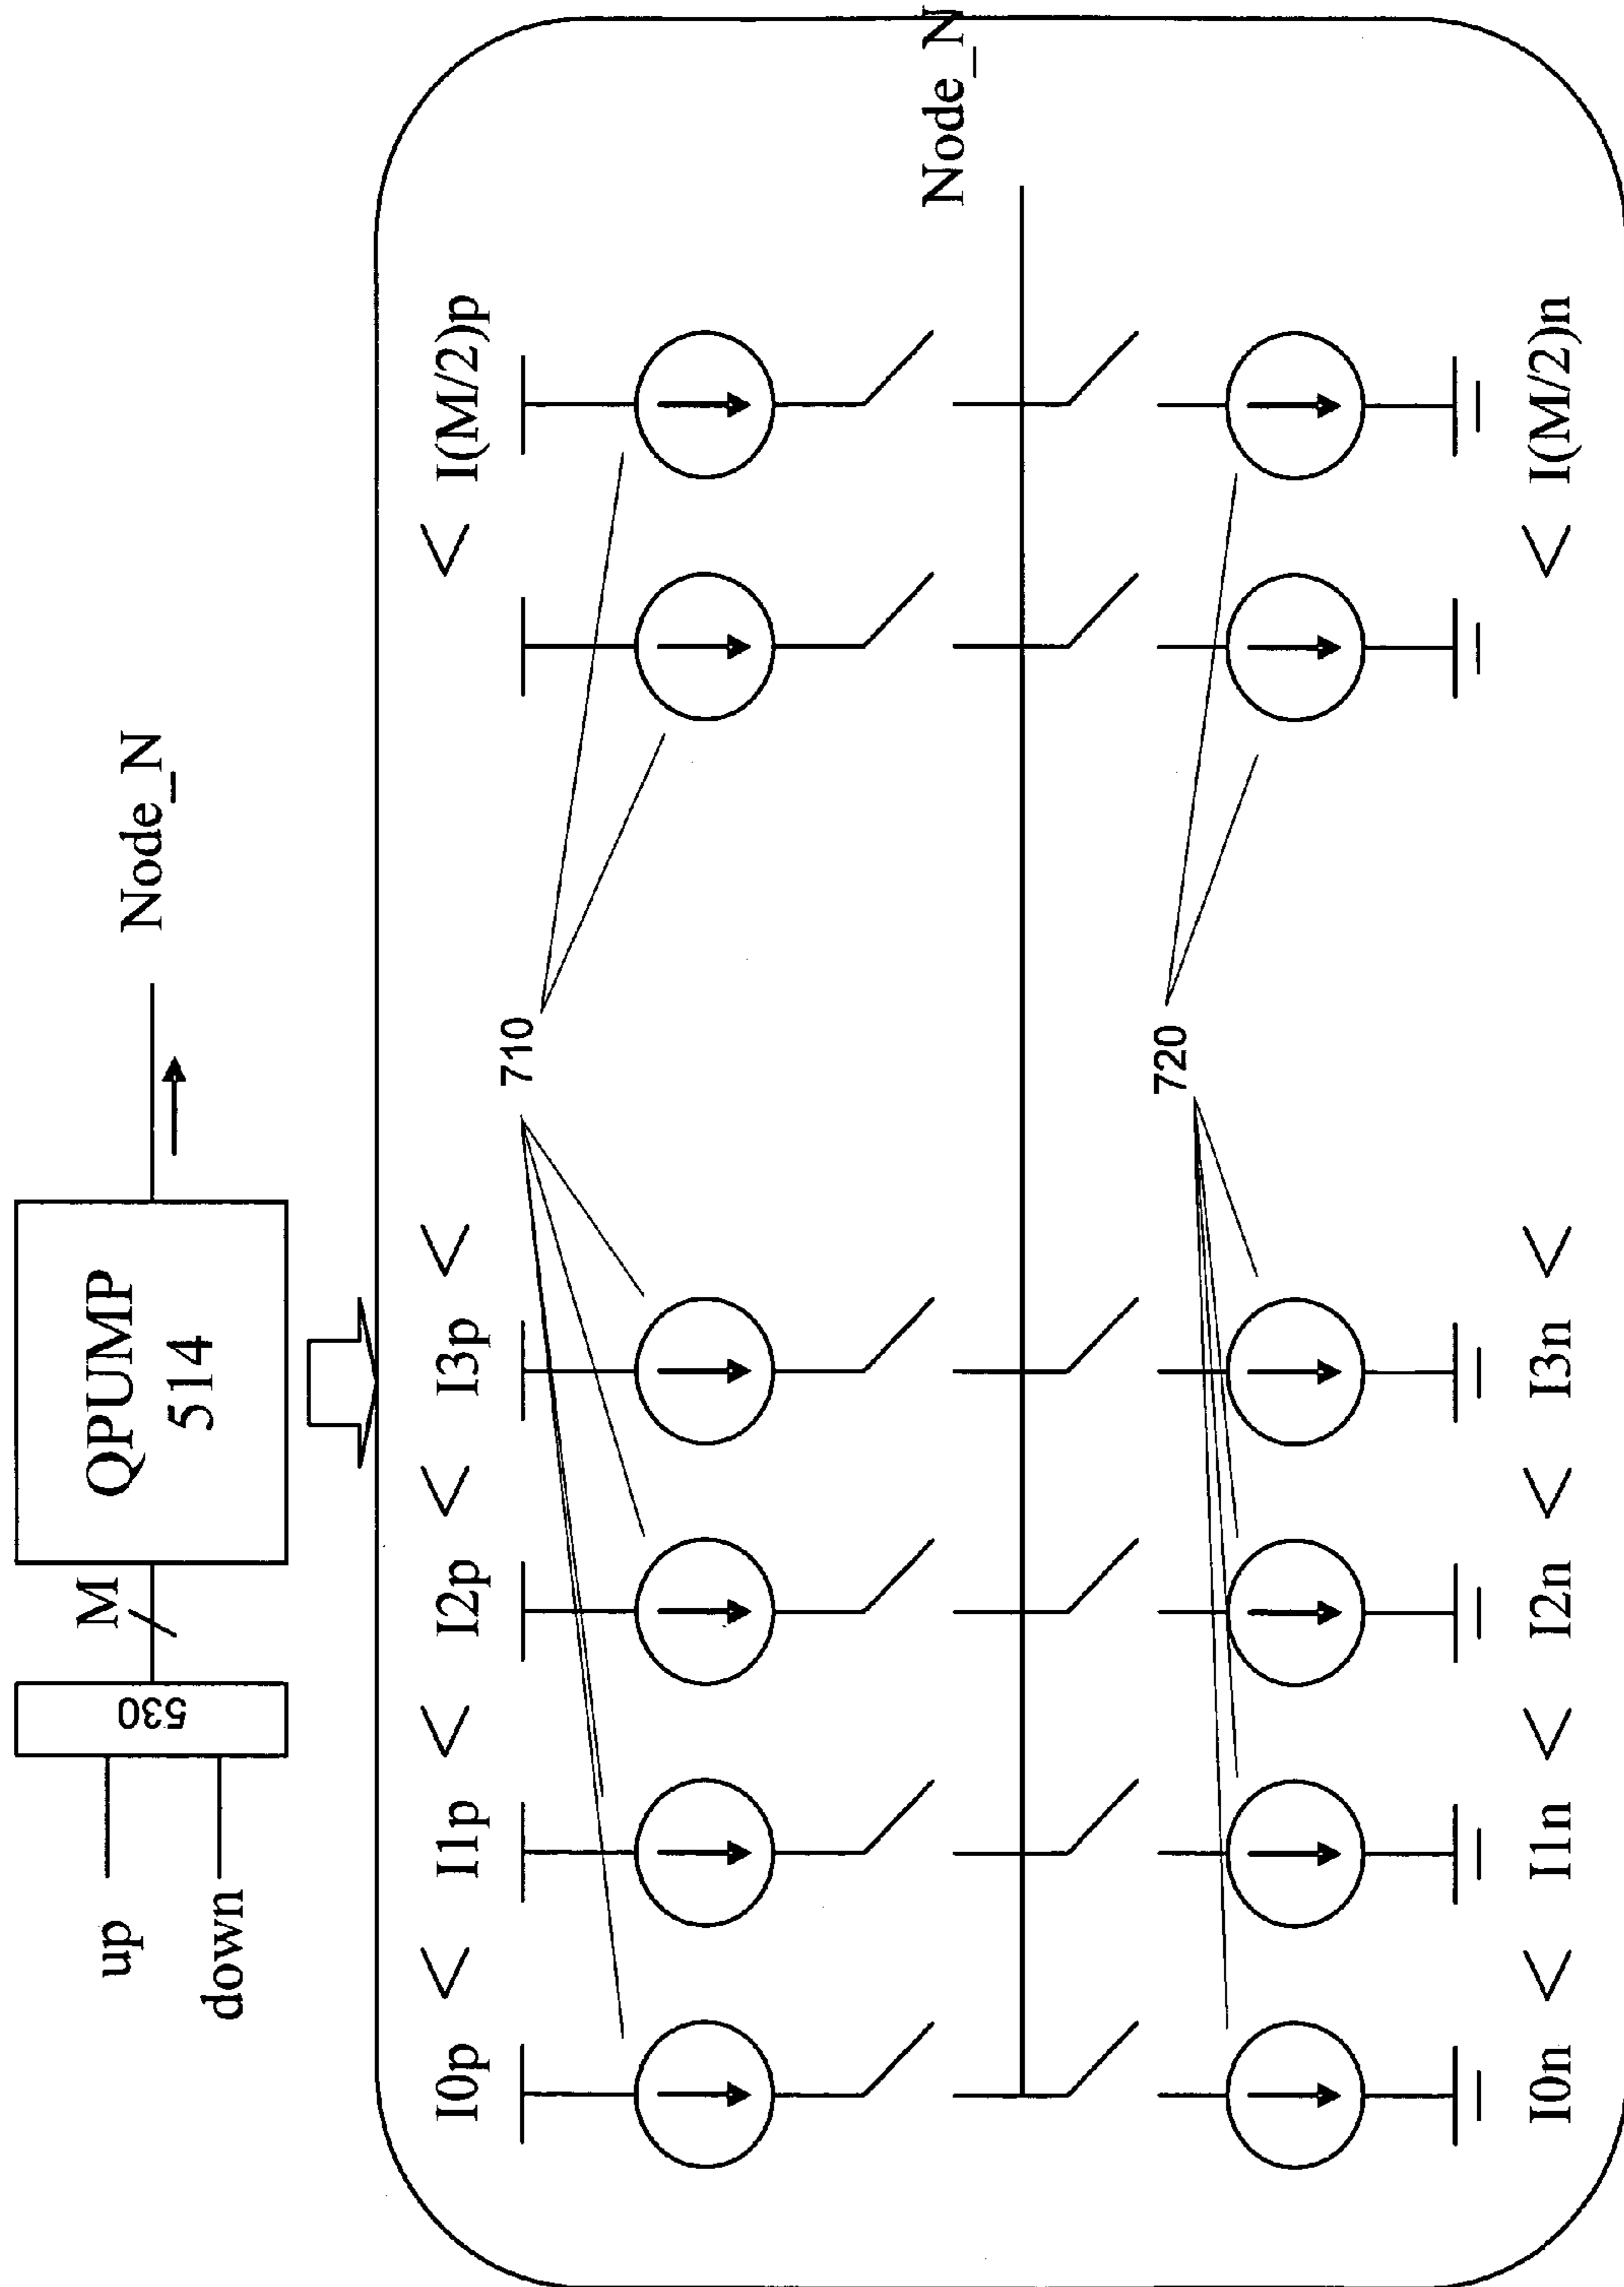 up
down
530
M
QPUMP
514
Node_N
I0p < I1p < I2p < I3p < < I(M/2)p
710
Node_N
720
I0n < I1n < I2n < I3n < < I(M/2)n